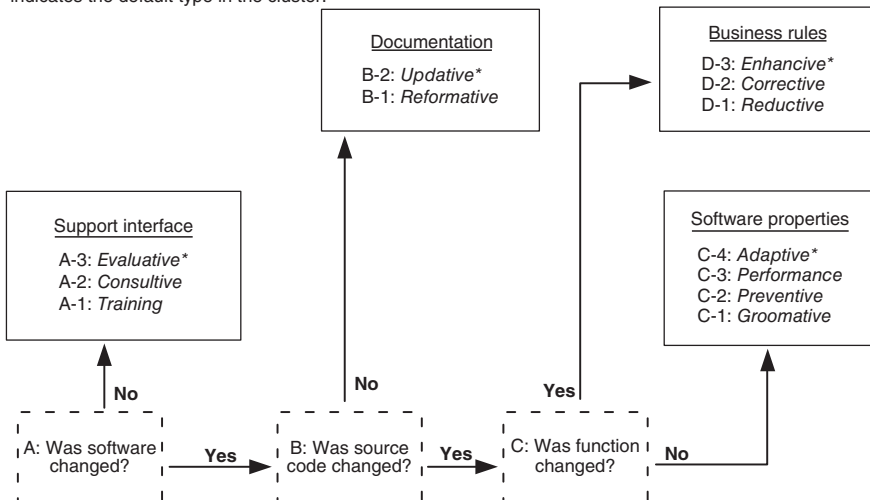 indicates the default type in the cluster.
Documentation
B-2: Updative*
B-1: Reformative
Business rules
D-3: Enhancive*
D-2: Corrective
D-1: Reductive
Support interface
A-3: Evaluative*
A-2: Consultive
A-1: Training
Software properties
C-4: Adaptive*
C-3: Performance
C-2: Preventive
C-1: Groomative
No
No
Yes
A: Was software
changed?
Yes
B: Was source
code changed?
Yes
C: Was function
changed?
No